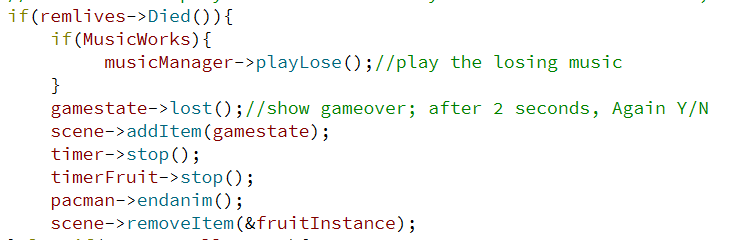 if(remlives->Died()){
if(MusicWorks){
musicManager->playLose();//play the losing music
}
gamestate->lost();//show gameover; after 2 seconds, Again Y/N
scene->addItem(gamestate);
timer->stop();
timerFruit->stop();
pacman->endanim();
scene->removeItem(&fruitInstance);